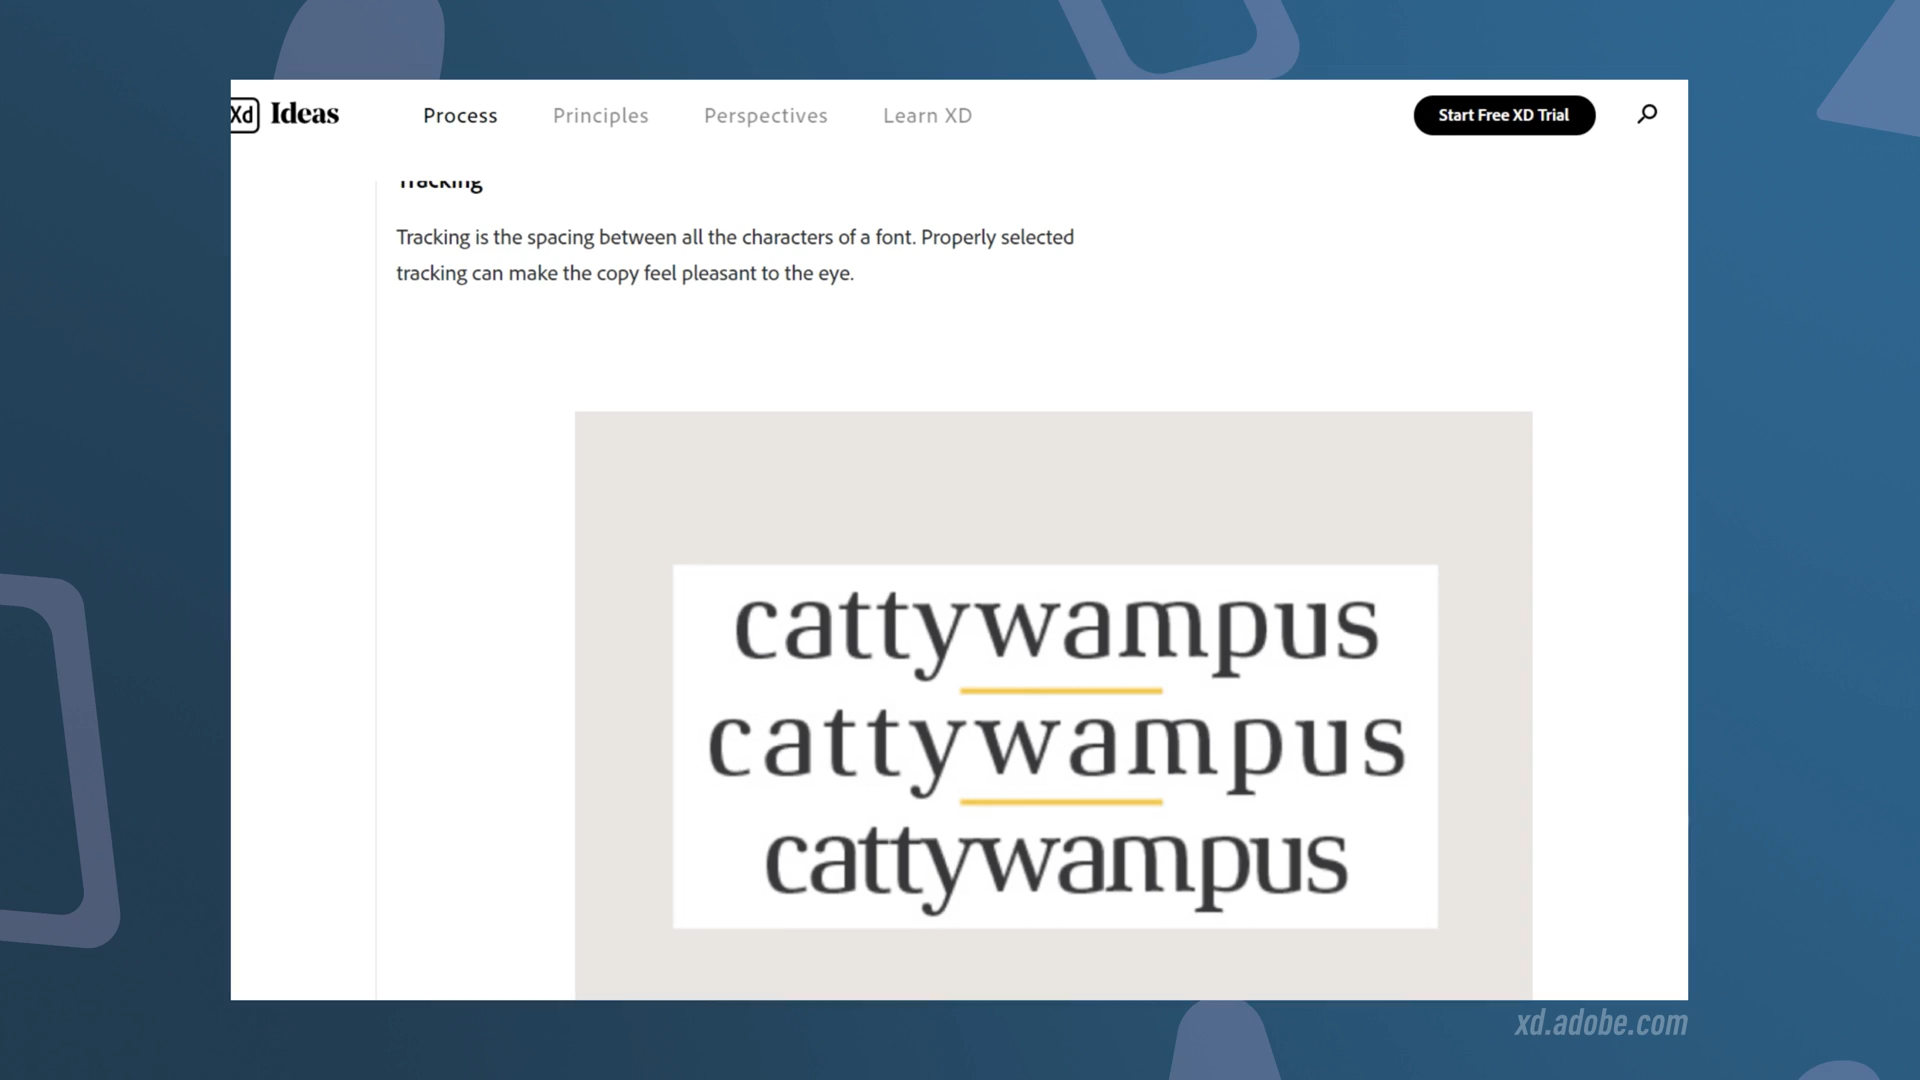 Xd Ideas Process Principles Perspectives Learn XD Start Free XD Trial
Tracking
Tracking is the spacing between all the characters of a font. Properly selected
tracking can make the copy feel pleasant to the eye.
cattywampus
cattywampus
cattywampus
xd.adobe.com